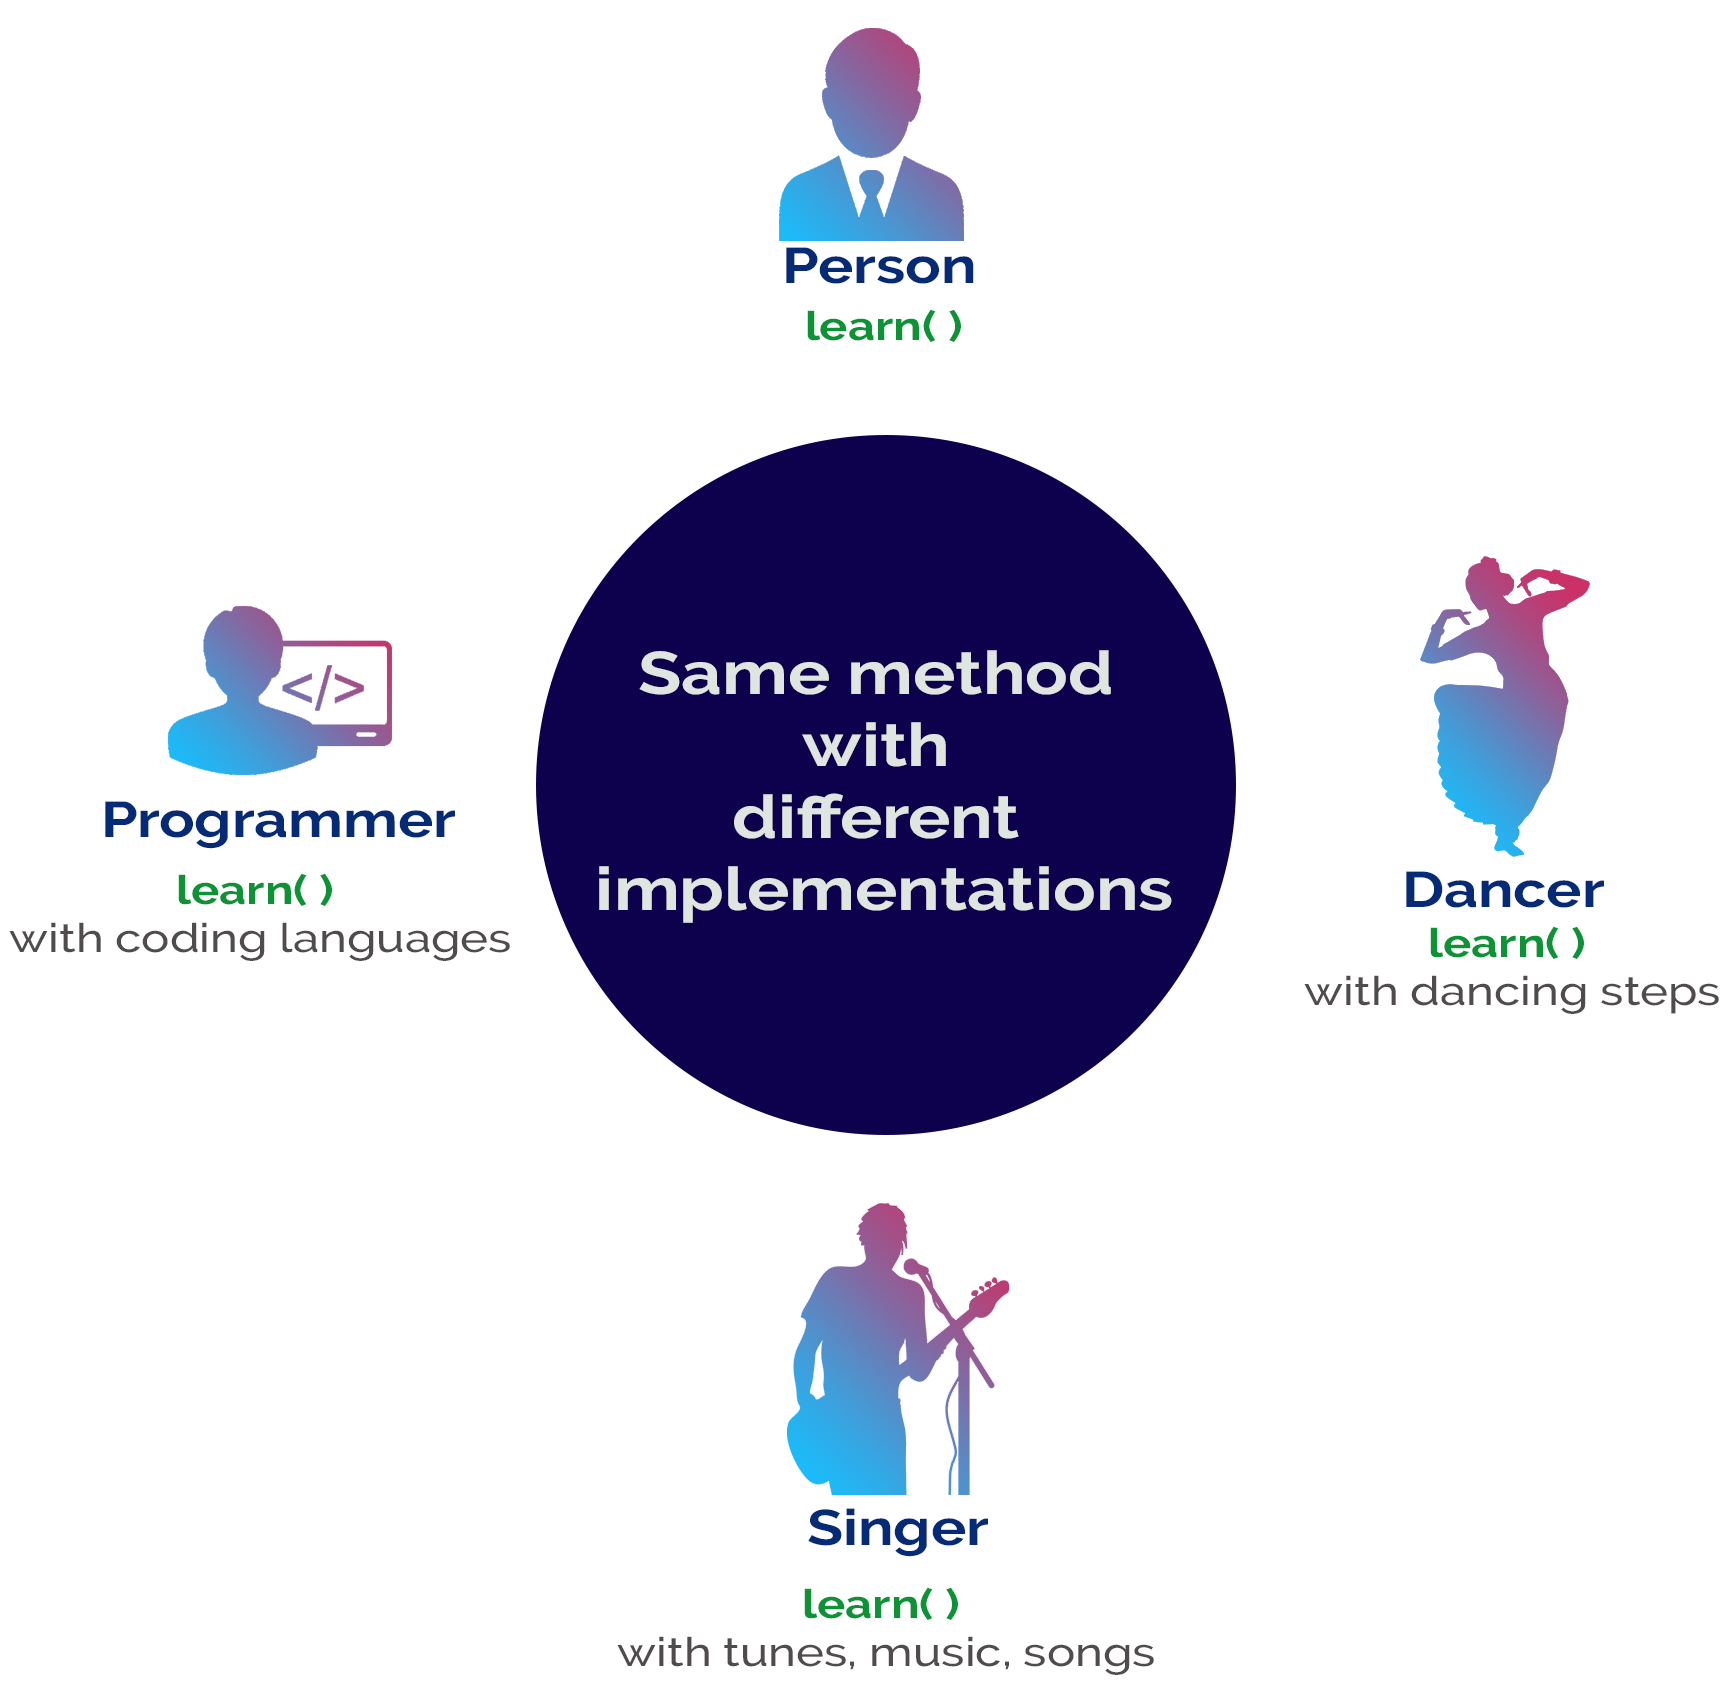 Person
learn( )
Same method
with
different
implementations
</>
Programmer
learn( )
with coding languages
Dancer
learn( )
with dancing steps
Singer
learn( )
with tunes, music, songs